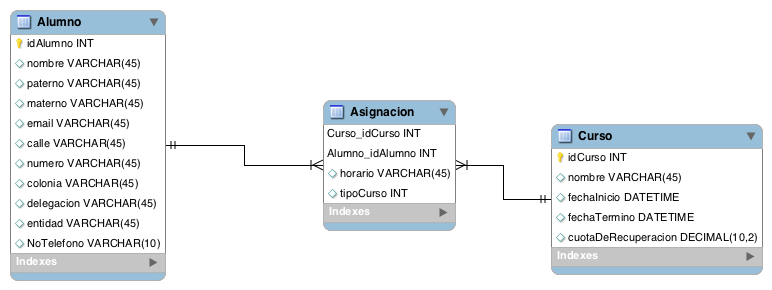 Alumno
idAlumno INT
nombre VARCHAR(45)
paterno VARCHAR(45)
materno VARCHAR(45)
email VARCHAR(45)
calle VARCHAR(45)
numero VARCHAR(45)
colonia VARCHAR(45)
delegacion VARCHAR(45)
entidad VARCHAR(45)
NoTelefono VARCHAR(10)
Indexes
Asignacion
Curso_idCurso INT
Alumno_idAlumno INT
horario VARCHAR(45)
tipoCurso INT
Indexes
Curso
idCurso INT
nombre VARCHAR(45)
fechaInicio DATETIME
fechaTermino DATETIME
cuotaDeRecuperacion DECIMAL(10,2)
Indexes